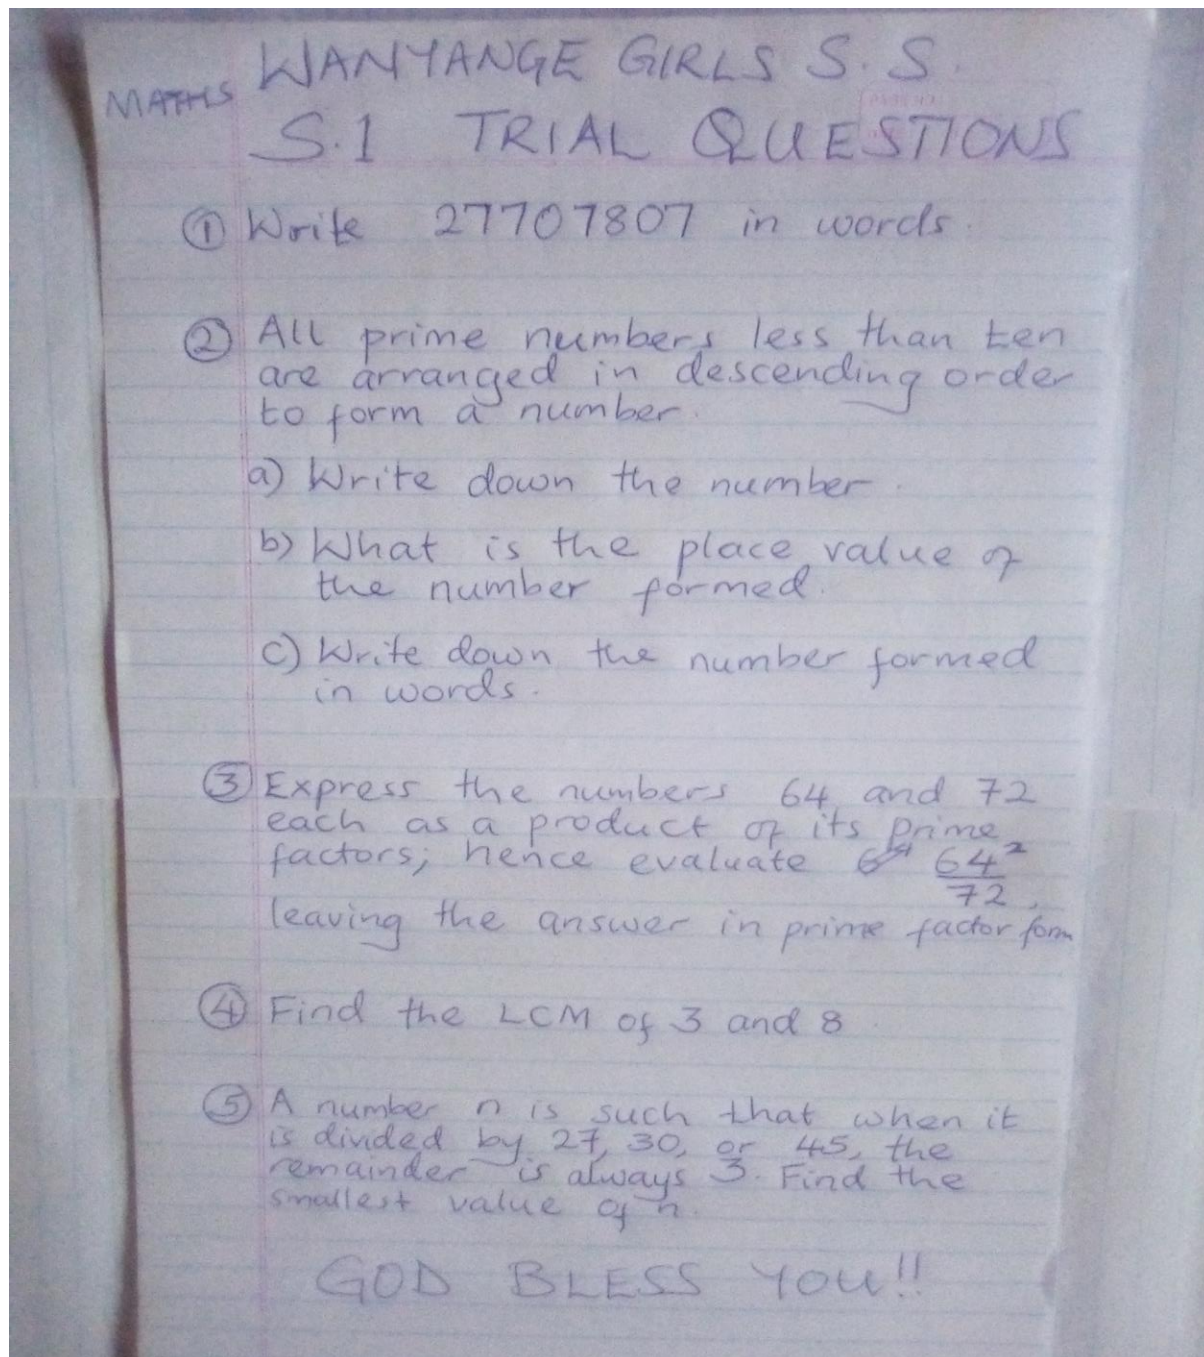 WANYANGE GIRLS S.S.
MATHS
S.1 TRIAL QUESTIONS
① Write 27707807 in words.
② All prime numbers less than ten
are arranged in descending order
to form a number.
a) Write down the number.
b) What is the place value of
the number formed.
c) Write down the number formed
in words.
③ Express the numbers 64 and 72
each as a product of its prime
factors; hence evaluate 64²
72,
leaving the answer in prime factor form
④ Find the LCM of 3 and 8.
⑤ A number n is such that when it
is divided by 27, 30, or 45, the
remainder is always 3. Find the
smallest value of n.
GOD BLESS YOU!!